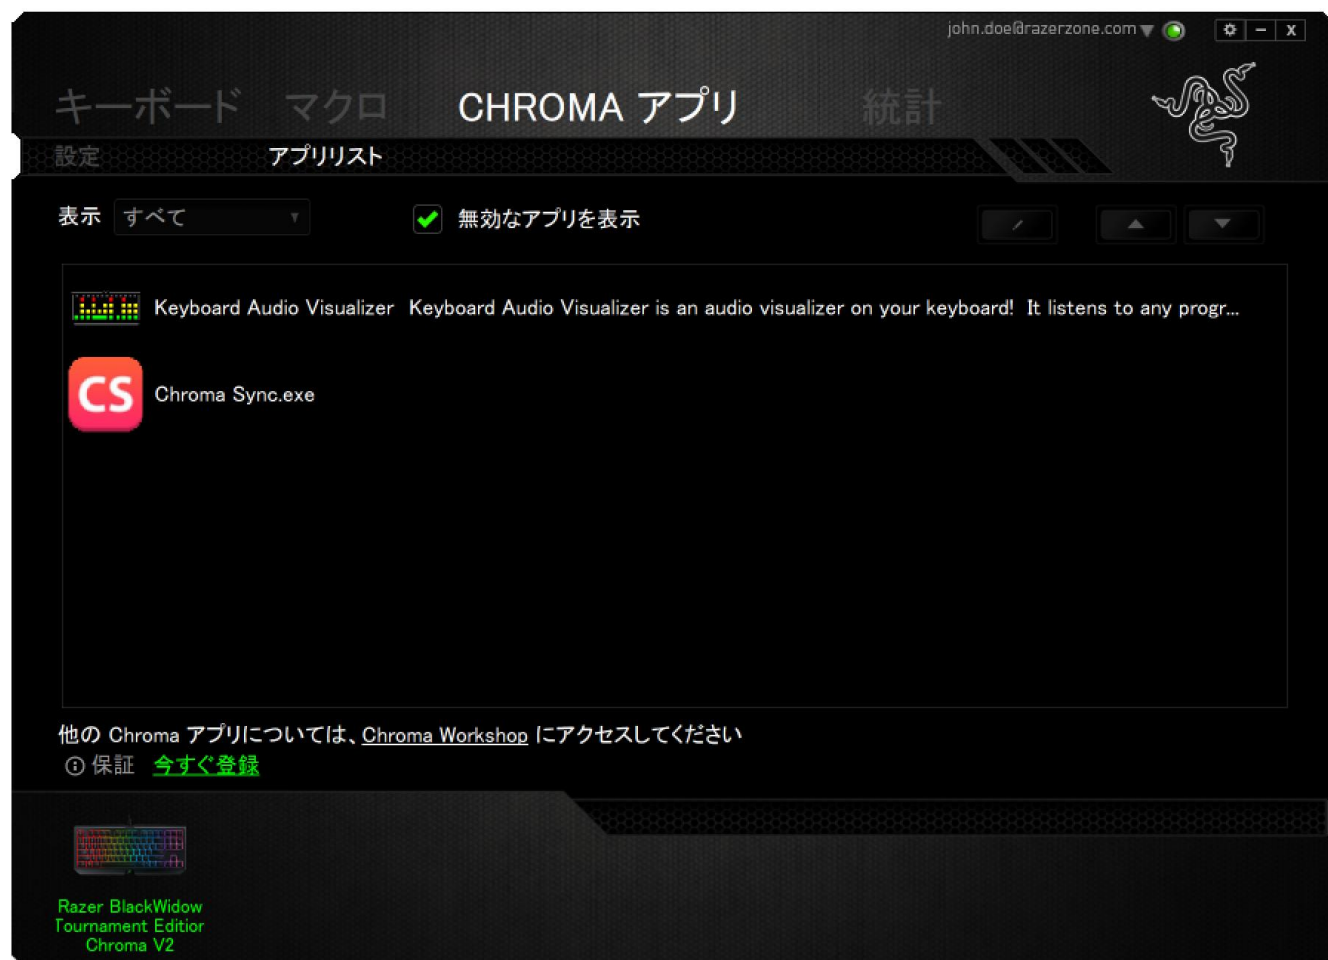 john.doe@razerzone.com
キーボード マクロ CHROMA アプリ 統計
設定 アプリリスト
表示 すべて 無効なアプリを表示
Keyboard Audio Visualizer Keyboard Audio Visualizer is an audio visualizer on your keyboard! It listens to any progr...
CS Chroma Sync.exe
他の Chroma アプリについては、Chroma Workshop にアクセスしてください
保証 今すぐ登録
Razer BlackWidow
Tournament Edition
Chroma V2